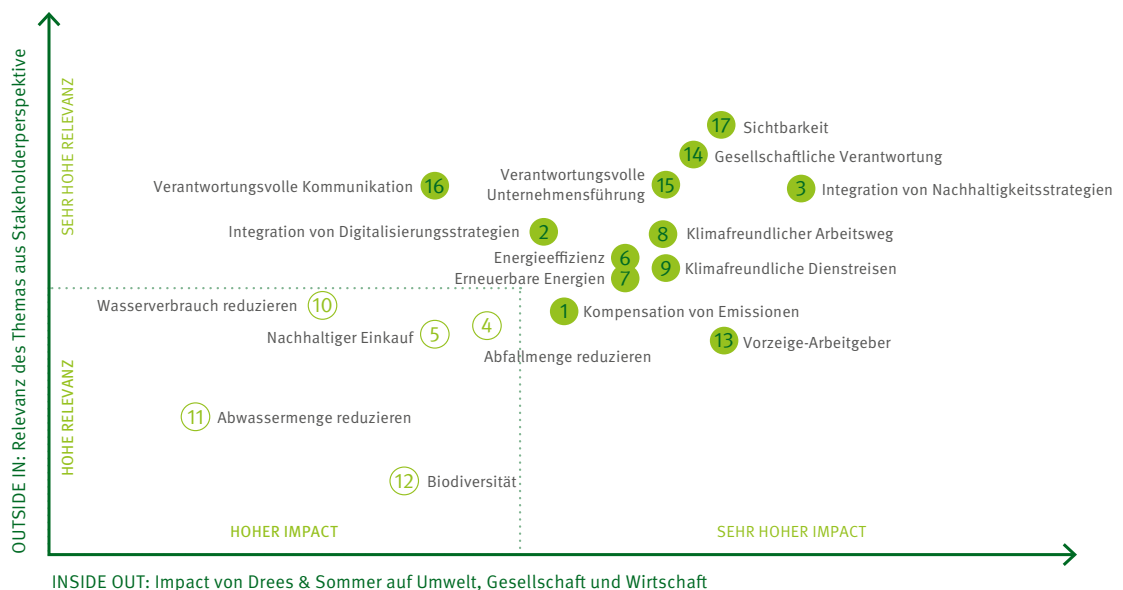 OUTSIDE IN: Relevanz des Themas aus Stakeholderperspektive
SEHR HOHE RELEVANZ
HOHE RELEVANZ
17 Sichtbarkeit
14 Gesellschaftliche Verantwortung
Verantwortungsvolle
Unternehmensführung 15
16 Verantwortungsvolle Kommunikation
3 Integration von Nachhaltigkeitsstrategien
Integration von Digitalisierungsstrategien 2
8 Klimafreundlicher Arbeitsweg
Energieeffizienz 6
9 Klimafreundliche Dienstreisen
Erneuerbare Energien 7
Wasserverbrauch reduzieren 10
1 Kompensation von Emissionen
Nachhaltiger Einkauf 5
4
Abfallmenge reduzieren
13 Vorzeige-Arbeitgeber
11 Abwassermenge reduzieren
12 Biodiversität
HOHER IMPACT
SEHR HOHER IMPACT
INSIDE OUT: Impact von Drees & Sommer auf Umwelt, Gesellschaft und Wirtschaft